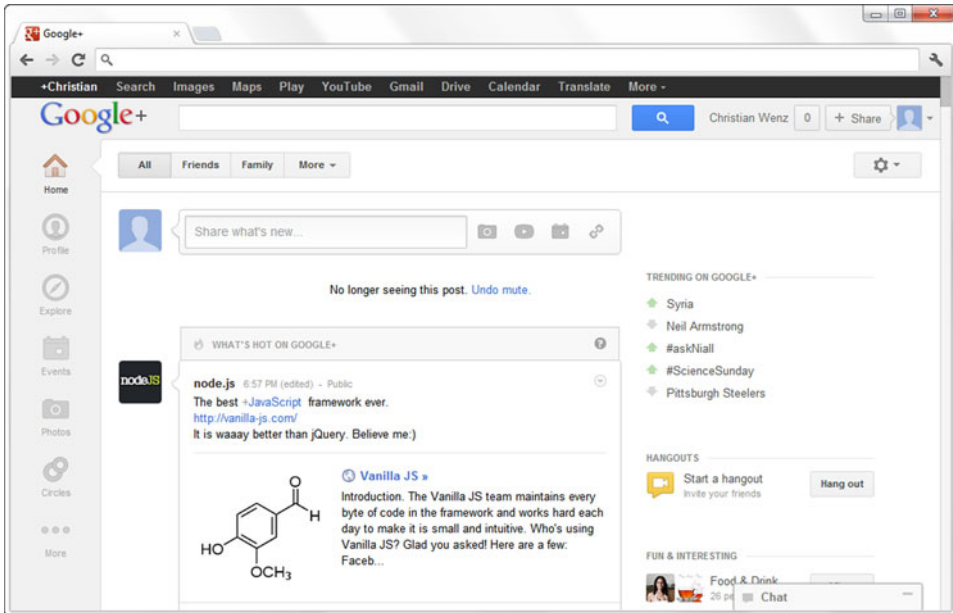 Google+
+Christian Search Images Maps Play YouTube Gmail Drive Calendar Translate More
Google+
Christian Wenz 0 + Share
All Friends Family More
Home
Profile
Explore
Events
Photos
Circles
More
Share what's new...
No longer seeing this post. Undo mute.
WHAT'S HOT ON GOOGLE+ ?
nodeJS
node.js 6:57 PM (edited) - Public
The best +JavaScript framework ever.
http://vanilla-js.com/
It is waaay better than jQuery. Believe me:)
O
H
HO
OCH3
Vanilla JS »
Introduction. The Vanilla JS team maintains every
byte of code in the framework and works hard each
day to make it is small and intuitive. Who's using
Vanilla JS? Glad you asked! Here are a few:
Faceb...
TRENDING ON GOOGLE+
Syria
Neil Armstrong
#askNiall
#ScienceSunday
Pittsburgh Steelers
HANGOUTS
Start a hangout
Invite your friends
Hang out
FUN & INTERESTING
Food & Drink
26 pe
Chat